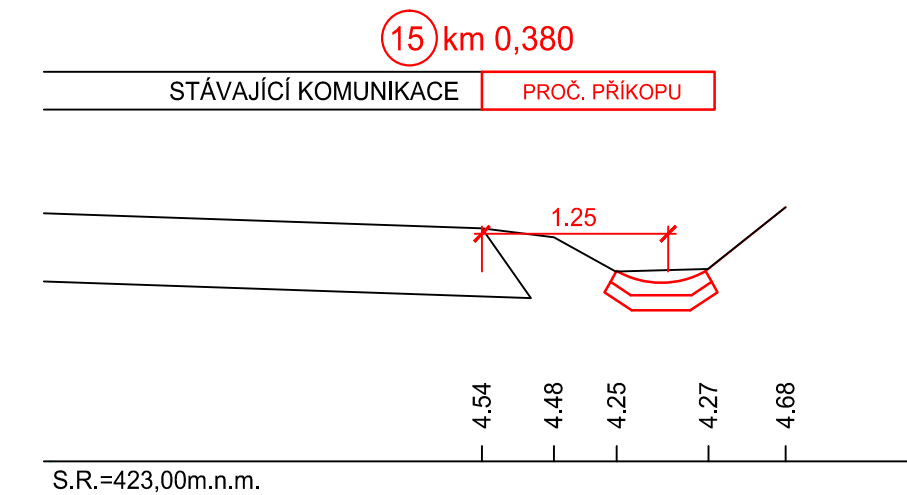 15 km 0,380
STÁVAJÍCÍ KOMUNIKACE PROČ. PŘÍKOPU
1.25
4.54 4.48 4.25 4.27 4.68
S.R.=423,00m.n.m.